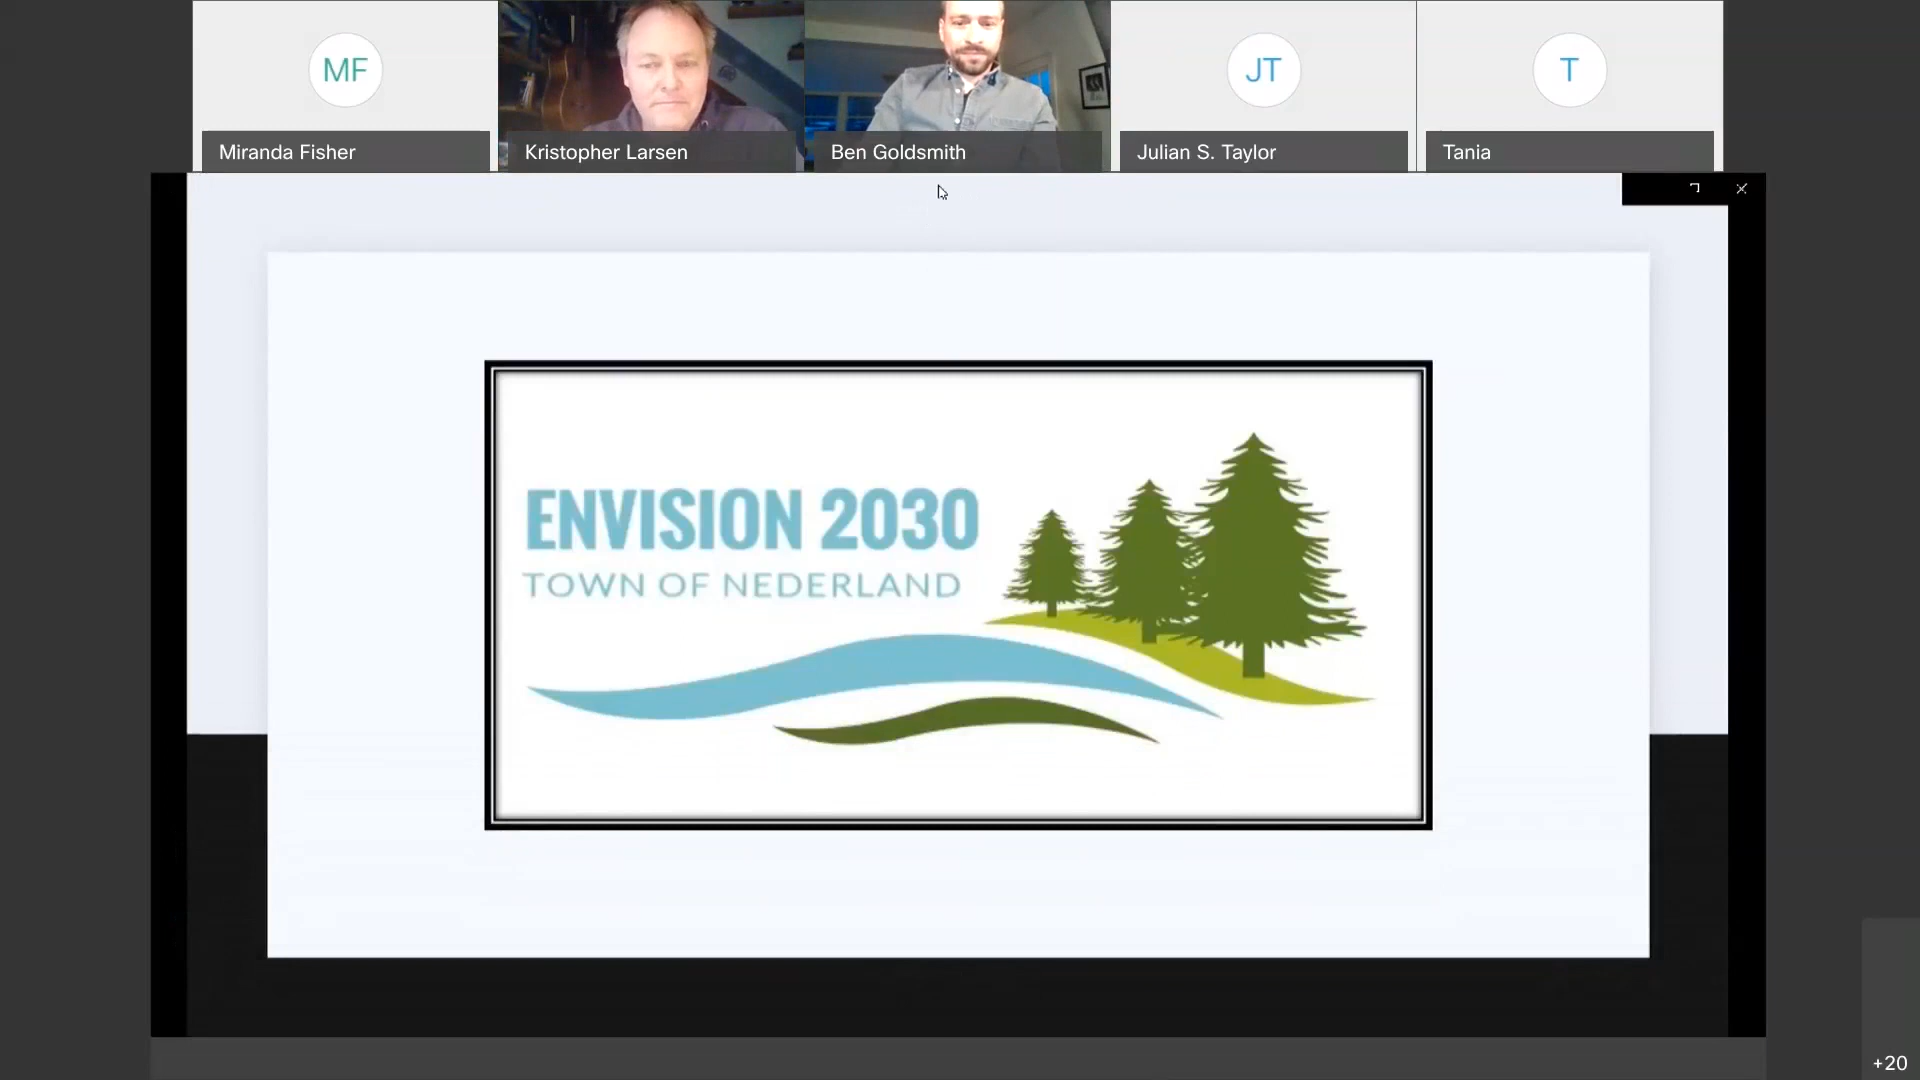 MF
JT
T
Miranda Fisher
Kristopher Larsen
Ben Goldsmith
Julian S. Taylor
Tania
ENVISION 2030
TOWN OF NEDERLAND
+20